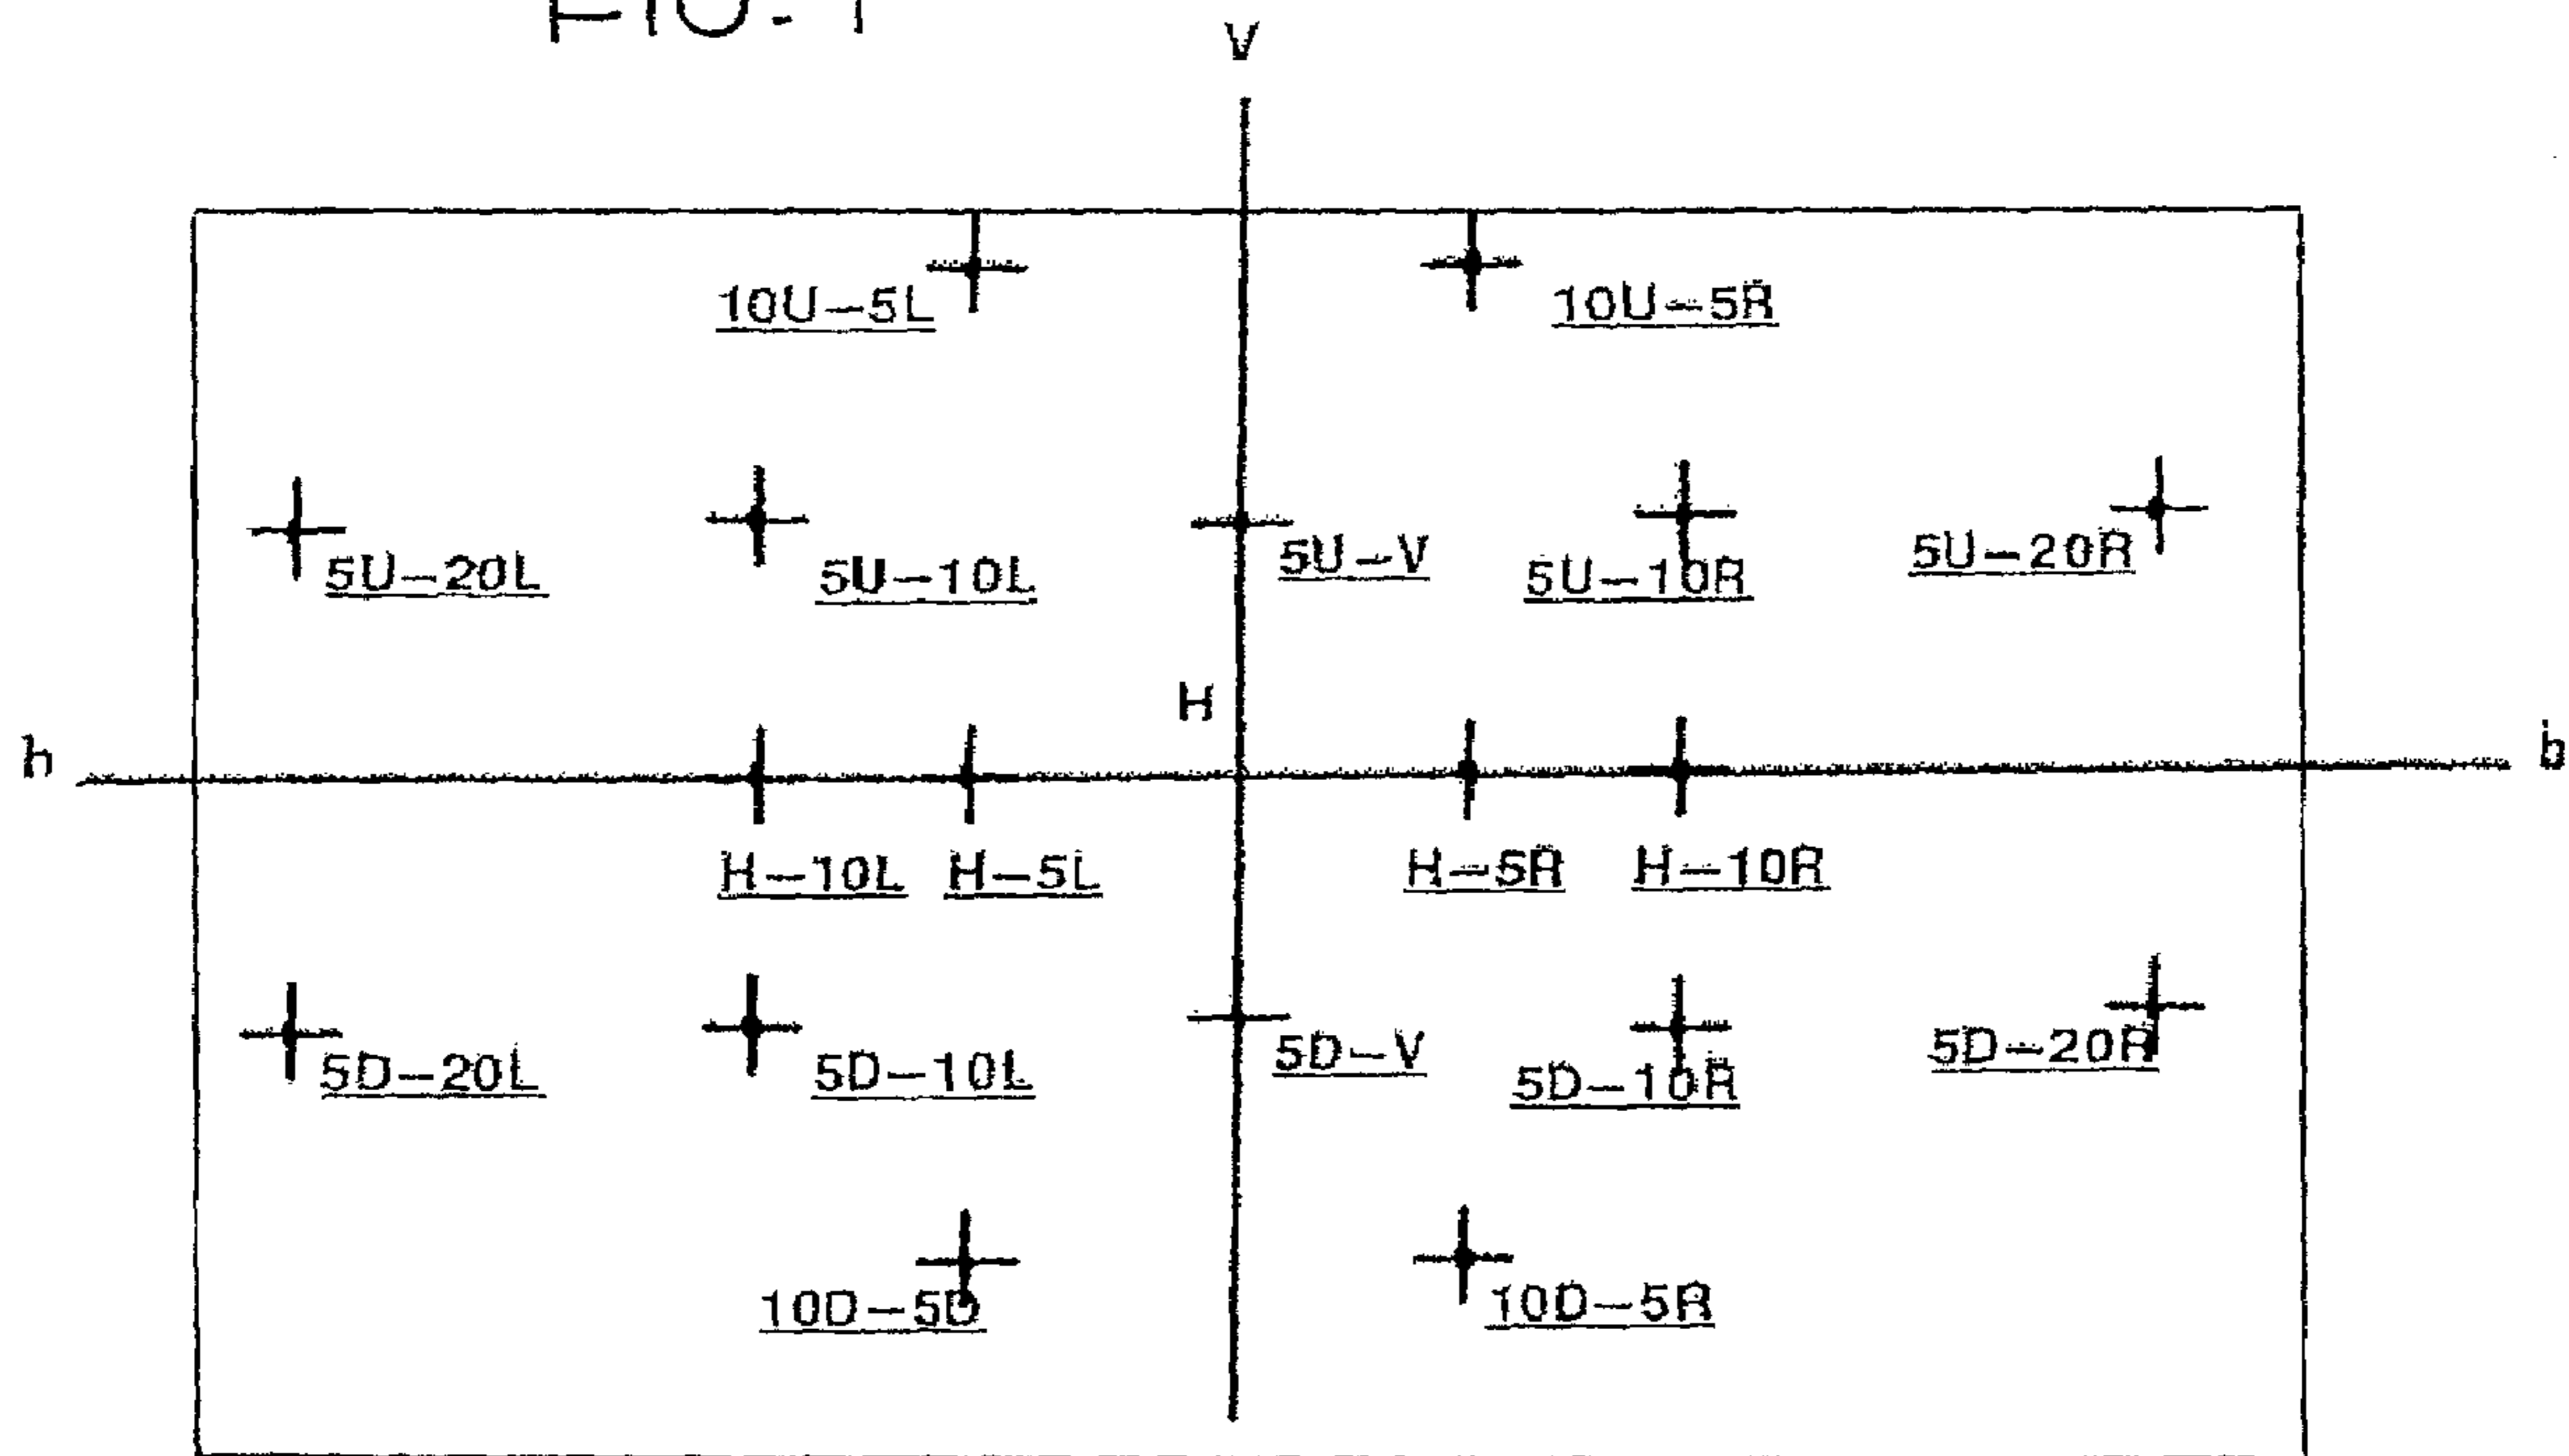 FIG. 1
V
10U-5L 10U-5R
5U-20L 5U-10L 5U-V 5U-10R 5U-20R
H
h b
H-10L H-5L H-5R H-10R
5D-20L 5D-10L 5D-V 5D-10R 5D-20R
10D-5D 10D-5R